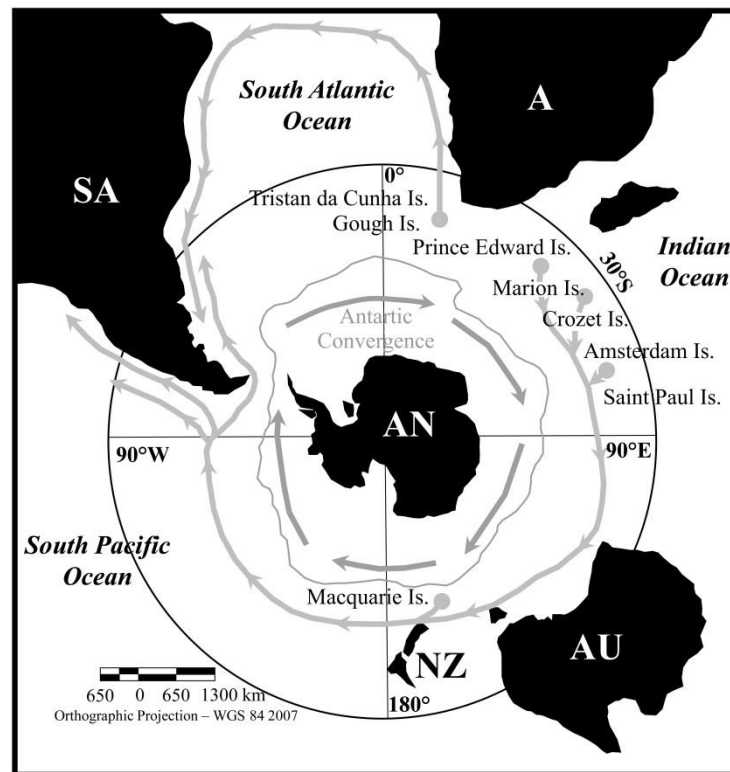 A
South Atlantic
Ocean
SA
0°
Tristan da Cunha Is.
Gough Is.
Prince Edward Is.
30°S
Indian
Ocean
Marion Is.
Crozet Is.
Antartic
Convergence
Amsterdam Is.
Saint Paul Is.
AN
90°W
90°E
South Pacific
Ocean
Macquarie Is.
AU
NZ
180°
650 0 650 1300 km
Orthographic Projection – WGS 84 2007